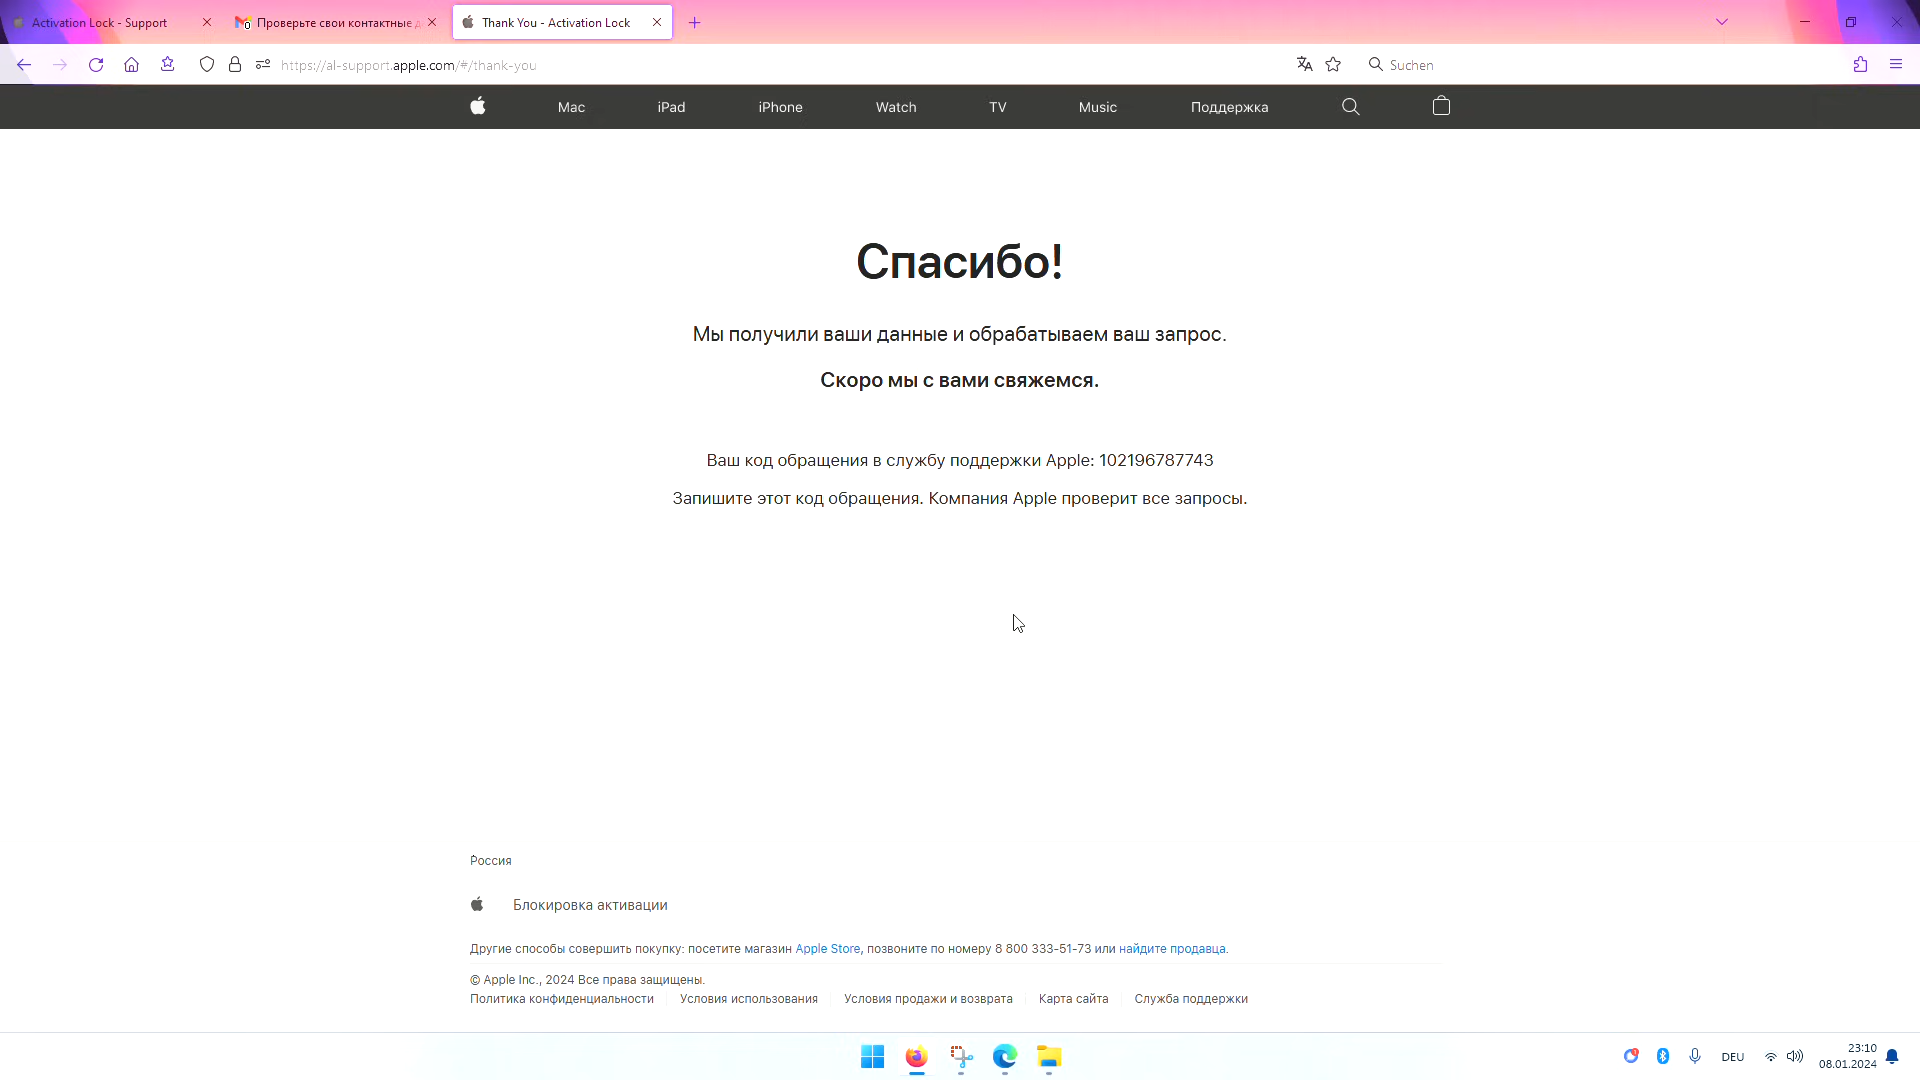 Activation Lock - Support
Проверьте свои контактные д
Thank You - Activation Lock
https://al-support.apple.com/#/thank-you
Suchen
Mac
iPad
iPhone
Watch
TV
Music
Поддержка
Спасибо!
Мы получили ваши данные и обрабатываем ваш запрос.
Скоро мы с вами свяжемся.
Ваш код обращения в службу поддержки Apple: 102196787743
Запишите этот код обращения. Компания Apple проверит все запросы.
Россия
Блокировка активации
Другие способы совершить покупку: посетите магазин Apple Store, позвоните по номеру 8 800 333-51-73 или найдите продавца.
© Apple Inc., 2024 Все права защищены.
Политика конфиденциальности
Условия использования
Условия продажи и возврата
Карта сайта
Служба поддержки
DEU
23:10
08.01.2024